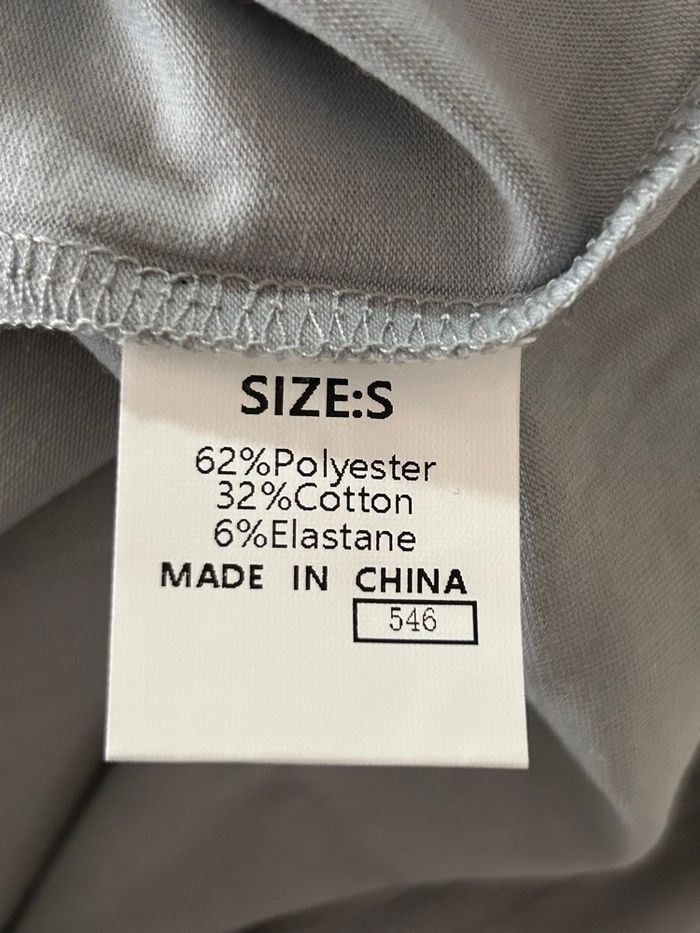 SIZE:S
62%Polyester
32%Cotton
6%Elastane
MADE IN CHINA
546